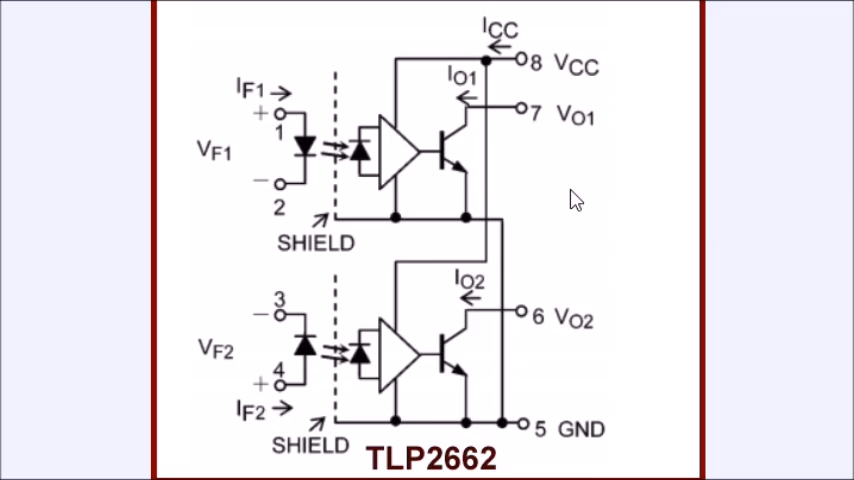 ICC
8 VCC
IO1
IF1
+
1
7 VO1
VF1
−
2
SHIELD
IO2
3
−
6 VO2
VF2
4
+
IF2
5 GND
SHIELD
TLP2662